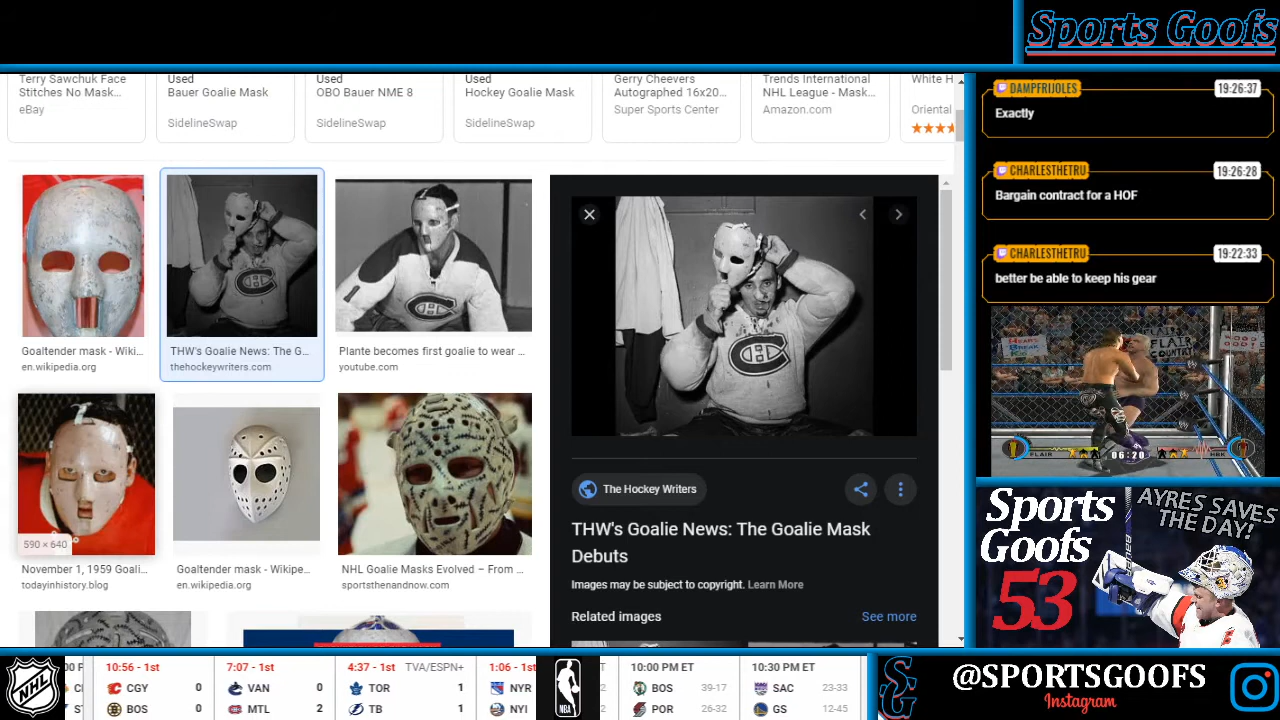 Sports Goofs
Terry Sawchuk Face
Stitches No Mask...
eBay
Used
Bauer Goalie Mask
SidelineSwap
Used
OBO Bauer NME 8
SidelineSwap
Used
Hockey Goalie Mask
SidelineSwap
Gerry Cheevers
Autographed 16x20...
Super Sports Center
Trends International
NHL League - Mask...
Amazon.com
White H
Oriental
Goaltender mask - Wiki...
en.wikipedia.org
THW's Goalie News: The G...
thehockeywriters.com
Plante becomes first goalie to wear ...
youtube.com
590 × 640
November 1, 1959 Goali...
todayinhistory.blog
Goaltender mask - Wikipe...
en.wikipedia.org
NHL Goalie Masks Evolved – From ...
sportsthenandnow.com
The Hockey Writers
THW's Goalie News: The Goalie Mask
Debuts
Images may be subject to copyright. Learn More
Related images
See more
DAMPFRIJOLES
19:26:37
Exactly
CHARLESTHETRU
19:26:28
Bargain contract for a HOF
CHARLESTHETRU
19:22:33
better be able to keep his gear
FLAIR
COUNTRY
FLAIR
06:20
HBK
Sports
Goofs
53
AYRES SAVES
THE DAY!
NHL
10:56 - 1st
CGY 0
BOS 0
7:07 - 1st
VAN 0
MTL 2
4:37 - 1st TVA/ESPN+
TOR 1
TB 1
1:06 - 1st
NYR
NYI
NBA
10:00 PM ET
BOS 39-17
POR 26-32
10:30 PM ET
SAC 23-33
GS 12-45
@SPORTSGOOFS
Instagram